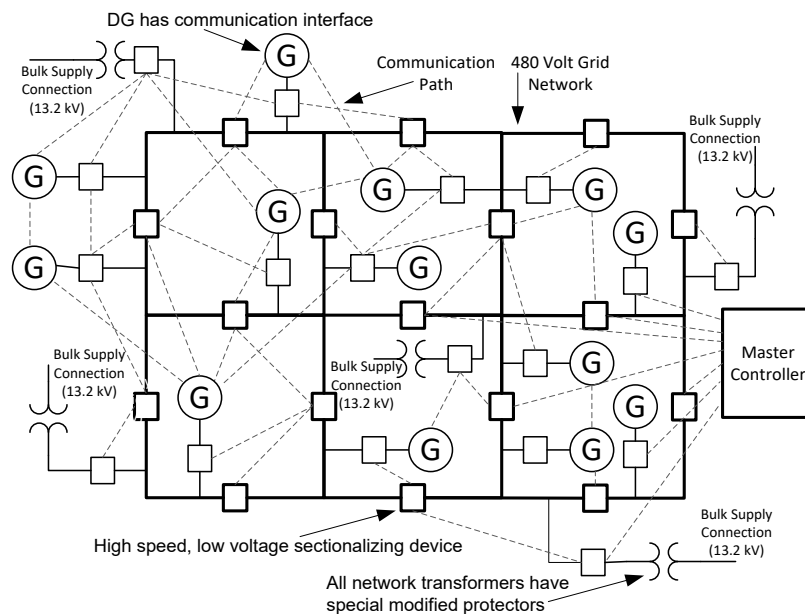 DG has communication interface
G
Bulk Supply
Connection
(13.2 kV)
Communication
Path
480 Volt Grid
Network
Bulk Supply
Connection
(13.2 kV)
G
G
G
G
G
G
G
G
Bulk Supply
Connection
(13.2 kV)
Bulk Supply
Connection
(13.2 kV)
G
Master
Controller
G
G
G
G
High speed, low voltage sectionalizing device
Bulk Supply
Connection
(13.2 kV)
All network transformers have
special modified protectors